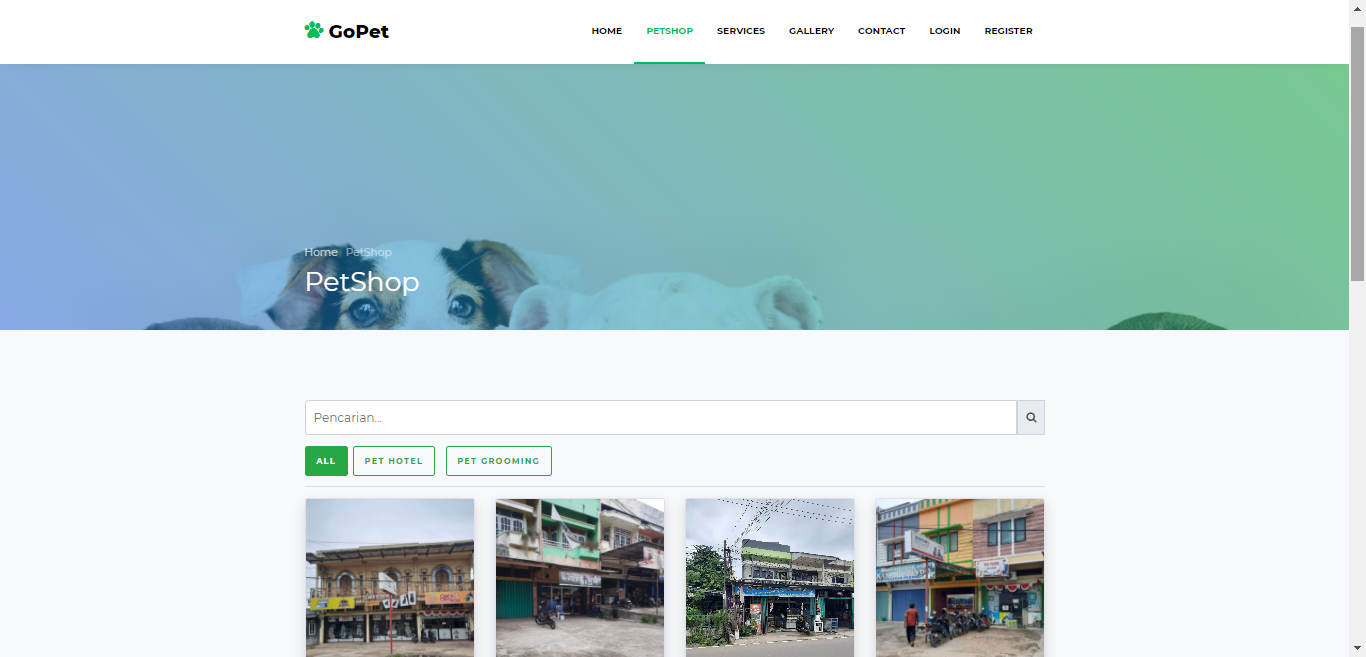 GoPet
HOME PETSHOP SERVICES GALLERY CONTACT LOGIN REGISTER
Home PetShop
PetShop
Pencarian...
ALL PET HOTEL PET GROOMING